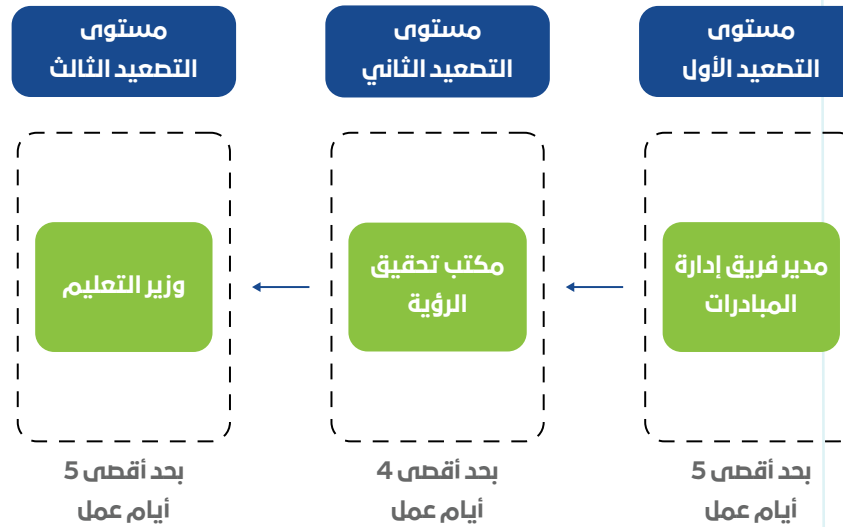 مستوى
التصعيد الأول
مستوى
التصعيد الثاني
مستوى
التصعيد الثالث
مدير فريق إدارة
المبادرات
مكتب تحقيق
الرؤية
وزير التعليم
بحد أقصى 5
أيام عمل
بحد أقصى 4
أيام عمل
بحد أقصى 5
أيام عمل